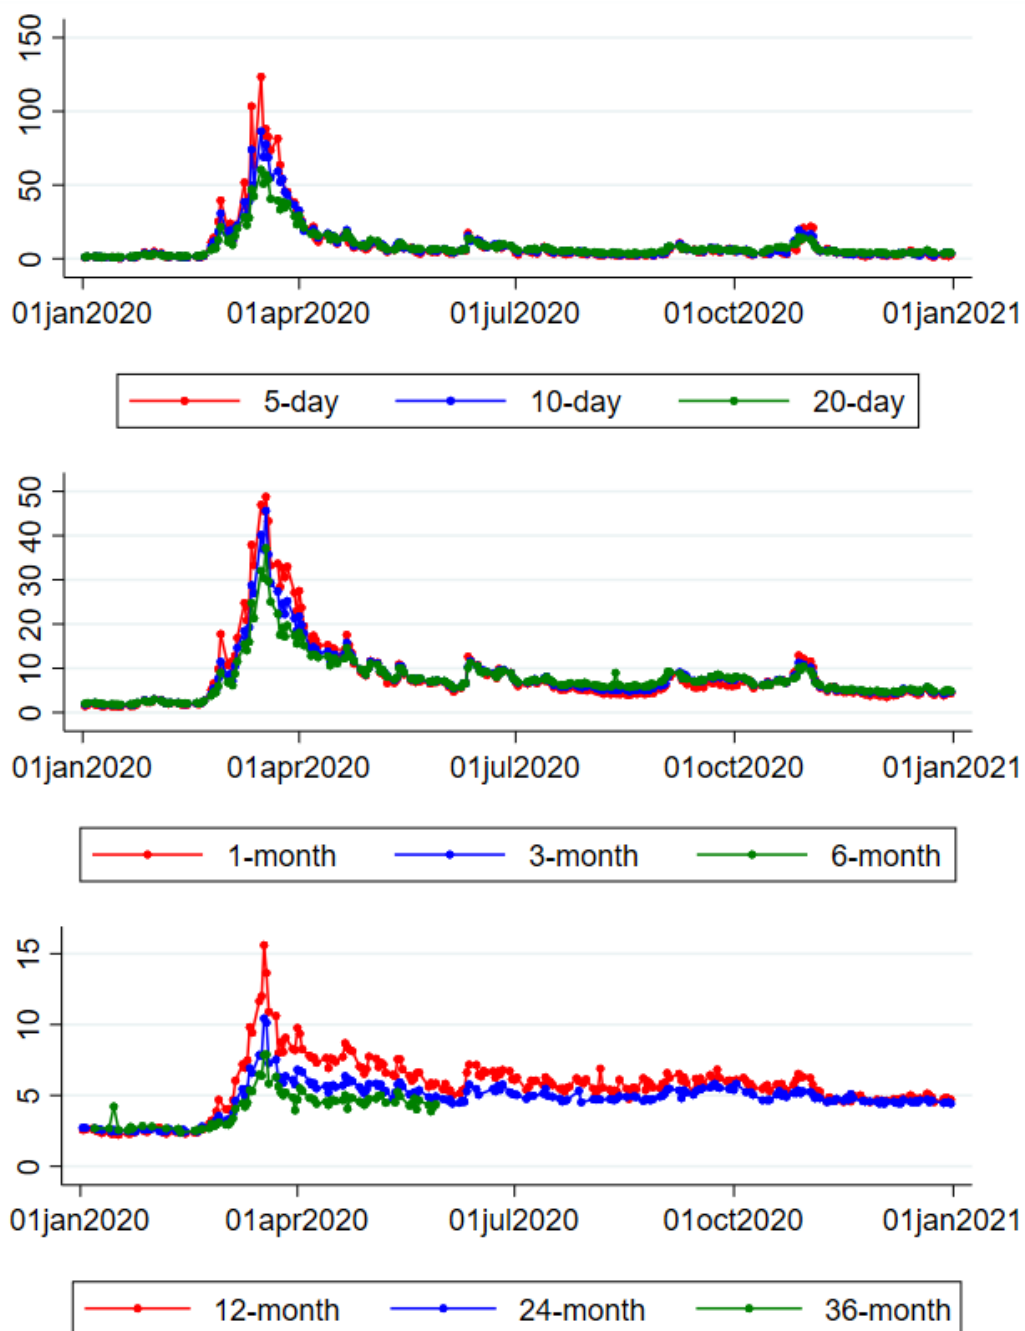 150
100
50
0
01jan2020 01apr2020 01jul2020 01oct2020 01jan2021
5-day 10-day 20-day
50
40
30
20
10
0
01jan2020 01apr2020 01jul2020 01oct2020 01jan2021
1-month 3-month 6-month
15
10
5
0
01jan2020 01apr2020 01jul2020 01oct2020 01jan2021
12-month 24-month 36-month